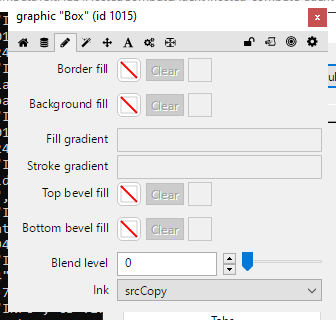 graphic "Box" (id 1015)
x
A
Border fill Clear
Background fill Clear
Fill gradient
Stroke gradient
Top bevel fill Clear
Bottom bevel fill Clear
Blend level 0
Ink srcCopy